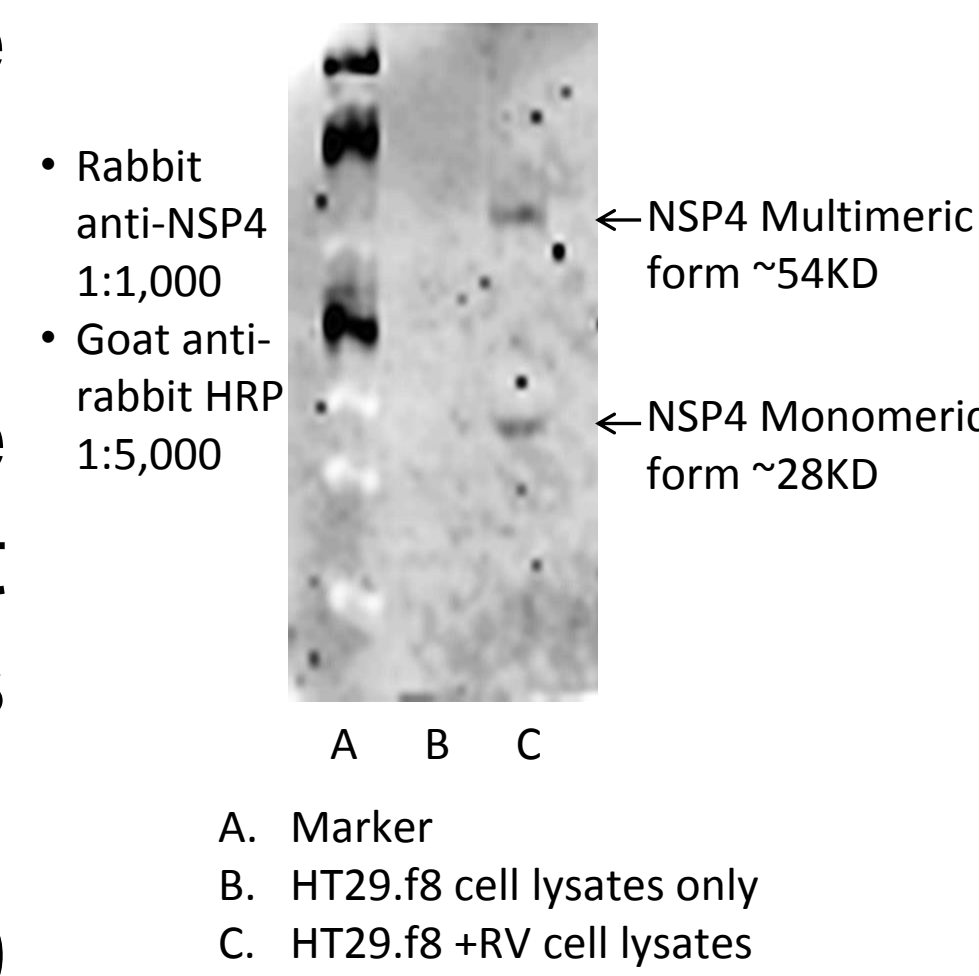 • Rabbit
anti-NSP4
1:1,000
• Goat anti-
rabbit HRP
1:5,000
NSP4 Multimeric
form ~54KD
NSP4 Monomeric
form ~28KD
A B C
A. Marker
B. HT29.f8 cell lysates only
C. HT29.f8 +RV cell lysates